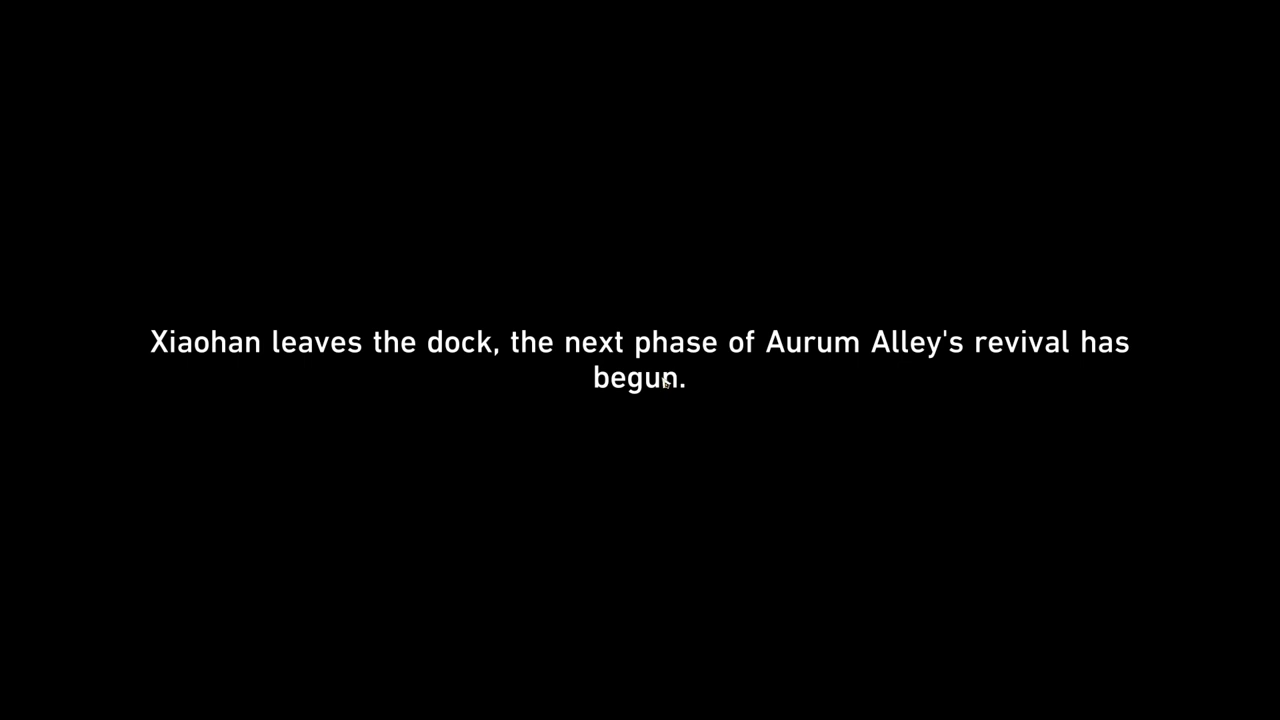 Xiaohan leaves the dock, the next phase of Aurum Alley's revival has
begun.